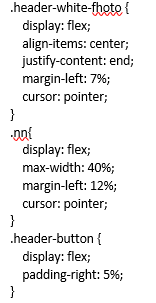 .header-white-fhoto {
display: flex;
align-items: center;
justify-content: end;
margin-left: 7%;
cursor: pointer;
}
.nn{
display: flex;
max-width: 40%;
margin-left: 12%;
cursor: pointer;
}
.header-button {
display: flex;
padding-right: 5%;
}